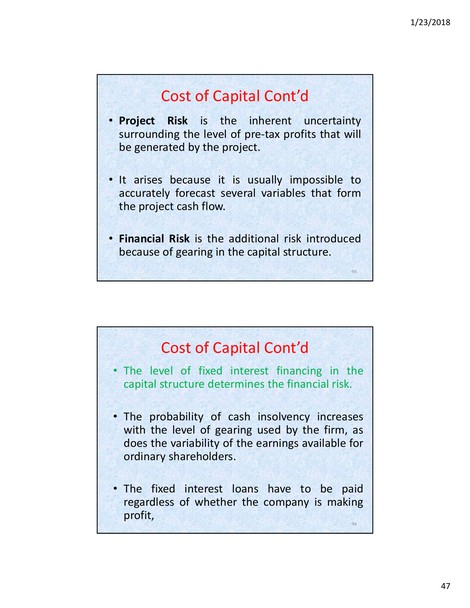 1/23/2018
Cost of Capital Cont’d
• Project Risk is the inherent uncertainty
surrounding the level of pre-tax profits that will
be generated by the project.
• It arises because it is usually impossible to
accurately forecast several variables that form
the project cash flow.
• Financial Risk is the additional risk introduced
because of gearing in the capital structure.
Cost of Capital Cont’d
• The level of fixed interest financing in the
capital structure determines the financial risk.
• The probability of cash insolvency increases
with the level of gearing used by the firm, as
does the variability of the earnings available for
ordinary shareholders.
• The fixed interest loans have to be paid
regardless of whether the company is making
profit,
47